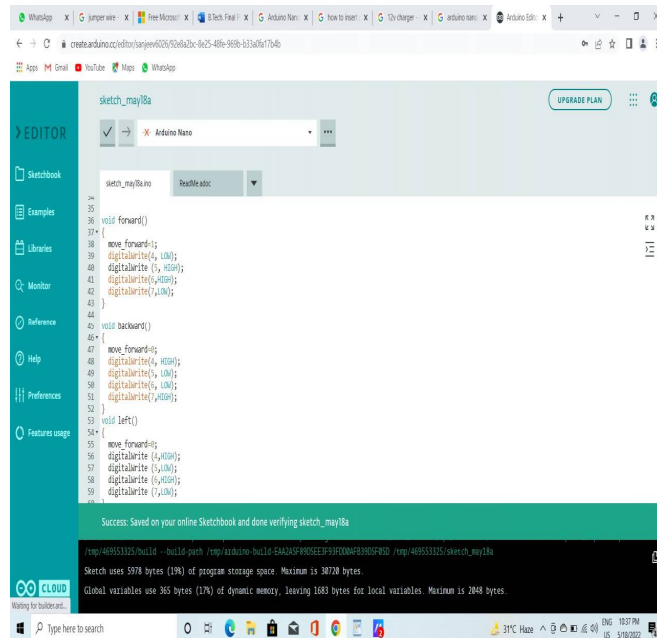 WhatsApp
jumper wire -
Free Microsof
B.Tech. Final P
Arduino Nan
how to insert
12v charger -
arduino nano
Arduino Edit
create.arduino.cc/editor/sanjeev6026/
Apps
Gmail
YouTube
Maps
WhatsApp
sketch_may18a
UPGRADE PLAN
EDITOR
Arduino Nano
Sketchbook
Examples
Libraries
Monitor
Reference
Help
Preferences
Features usage
sketch_may18a.ino
ReadMe.adoc
34
35
36 void forward()
37 {
38 move_forward=1;
39 digitalWrite(4, LOW);
40 digitalWrite (5, HIGH);
41 digitalWrite(6,HIGH);
42 digitalWrite(7,LOW);
43 }
44
45 void backward()
46 {
47 move_forward=0;
48 digitalWrite(4, HIGH);
49 digitalWrite(5, LOW);
50 digitalWrite(6, LOW);
51 digitalWrite(7,HIGH);
52 }
53 void left()
54 {
55 move_forward=0;
56 digitalWrite (4,HIGH);
57 digitalWrite (5,LOW);
58 digitalWrite (6,HIGH);
59 digitalWrite (7,LOW);
Success: Saved on your online Sketchbook and done verifying sketch_may18a
/tmp/469553325/sketch_may18a
Sketch uses 5978 bytes (19%) of program storage space. Maximum is 30720 bytes.
Global variables use 365 bytes (17%) of dynamic memory, leaving 1683 bytes for local variables. Maximum is 2048 bytes.
CLOUD
Waiting for builder.ard...
Type here to search
31°C Haze
ENG
US
10:37 PM
5/18/2022